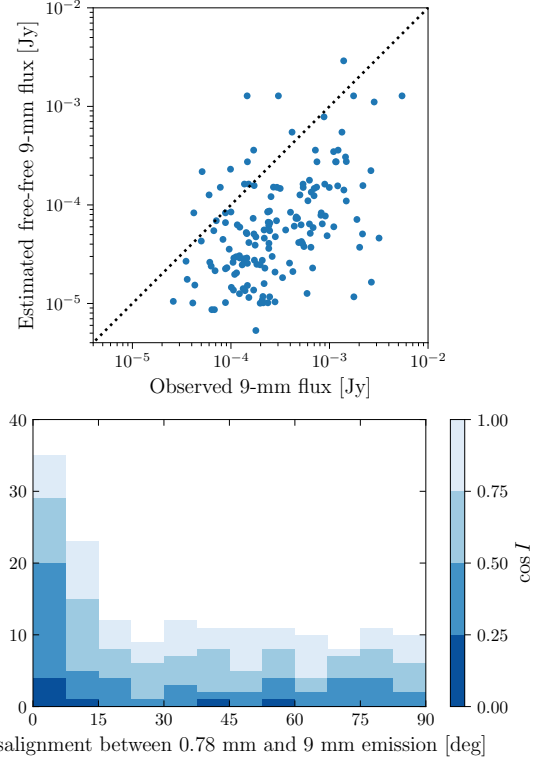 10⁻²
10⁻³
10⁻⁴
10⁻⁵
Estimated free-free 9-mm flux [Jy]
10⁻⁵ 10⁻⁴ 10⁻³ 10⁻²
Observed 9-mm flux [Jy]
40
30
20
10
0
0 15 30 45 60 75 90
between 0.78 mm and 9 mm emission [deg]
1.00
0.75
0.50
0.25
0.00
cos I